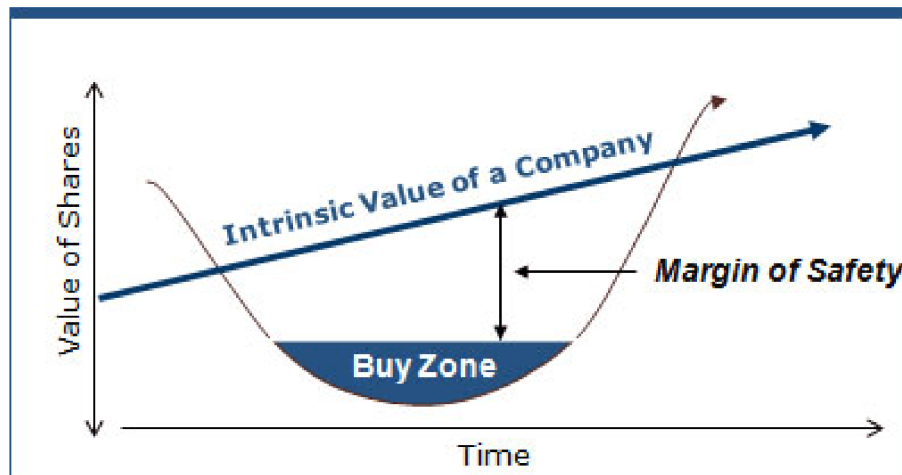 Value of Shares
Intrinsic Value of a Company
Margin of Safety
Buy Zone
Time